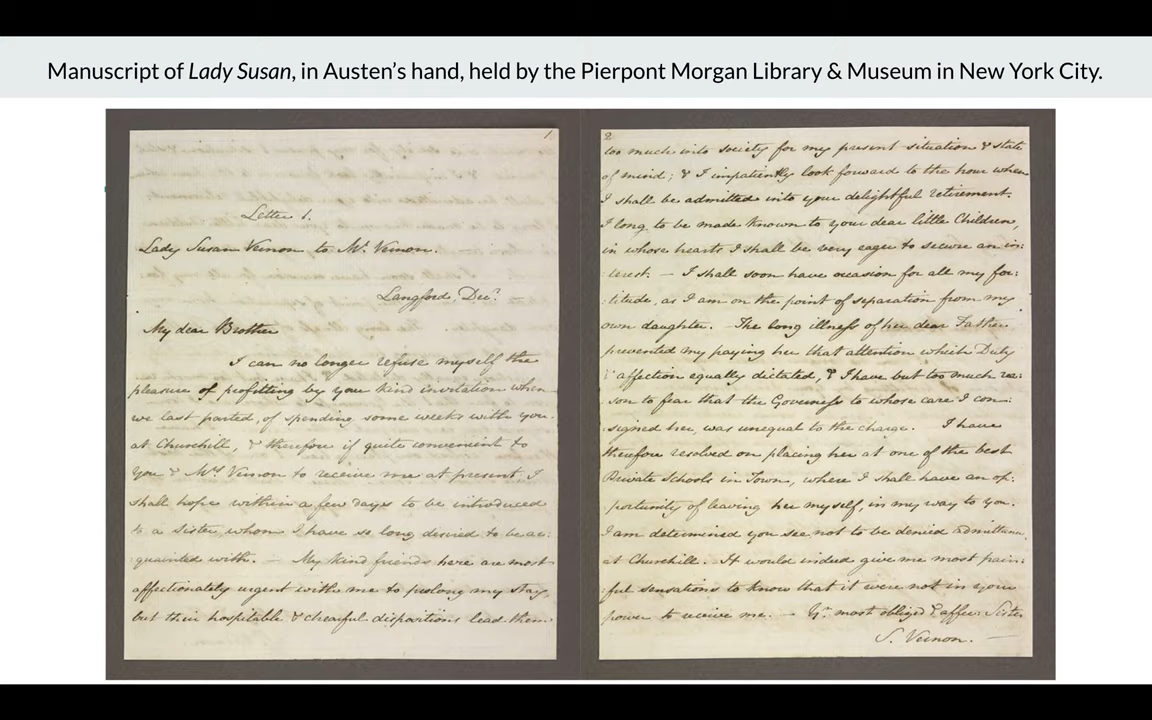 Manuscript of Lady Susan, in Austen's hand, held by the Pierpont Morgan Library & Museum in New York City.
1
Letter 1.
Lady Susan Vernon to Mr. Vernon.
Langford, Decr. —
My dear Brother
I can no longer refuse myself the
pleasure of profitting by your kind invitation when
we last parted, of spending some weeks with you
at Churchill, & therefore if quite convenient to
you & Mrs Vernon to receive me at present, I
shall hope within a few days to be introduced
to a Sister, whom I have so long desired to be ac:
:quainted with. — My kind friends here are most
affectionately urgent with me to prolong my stay,
but their hospitable & chearful dispositions lead them
2
too much into society for my present situation & state
of mind; & I impatiently look forward to the hour when
I shall be admitted into your delightful retirement.
I long to be made known to your dear little Children,
in whose hearts I shall be very eager to secure an in:
:terest. — I shall soon have occasion for all my for:
:titude, as I am on the point of separation from my
own daughter. The long illness of her dear Father
prevented my paying her that attention which Duty
& affection equally dictated, & I have but too much rea:
:son to fear that the Governess to whose care I con:
:signed her, was unequal to the charge. I have
therefore resolved on placing her at one of the best
Private Schools in Town, where I shall have an op:
:portunity of leaving her myself, in my way to you.
I am determined you see, not to be denied admittance
at Churchill. It would indeed give me most pain:
:ful sensations to know that it were not in your
power to receive me. — Yr. most obliged & affec: Sister
S. Vernon. —